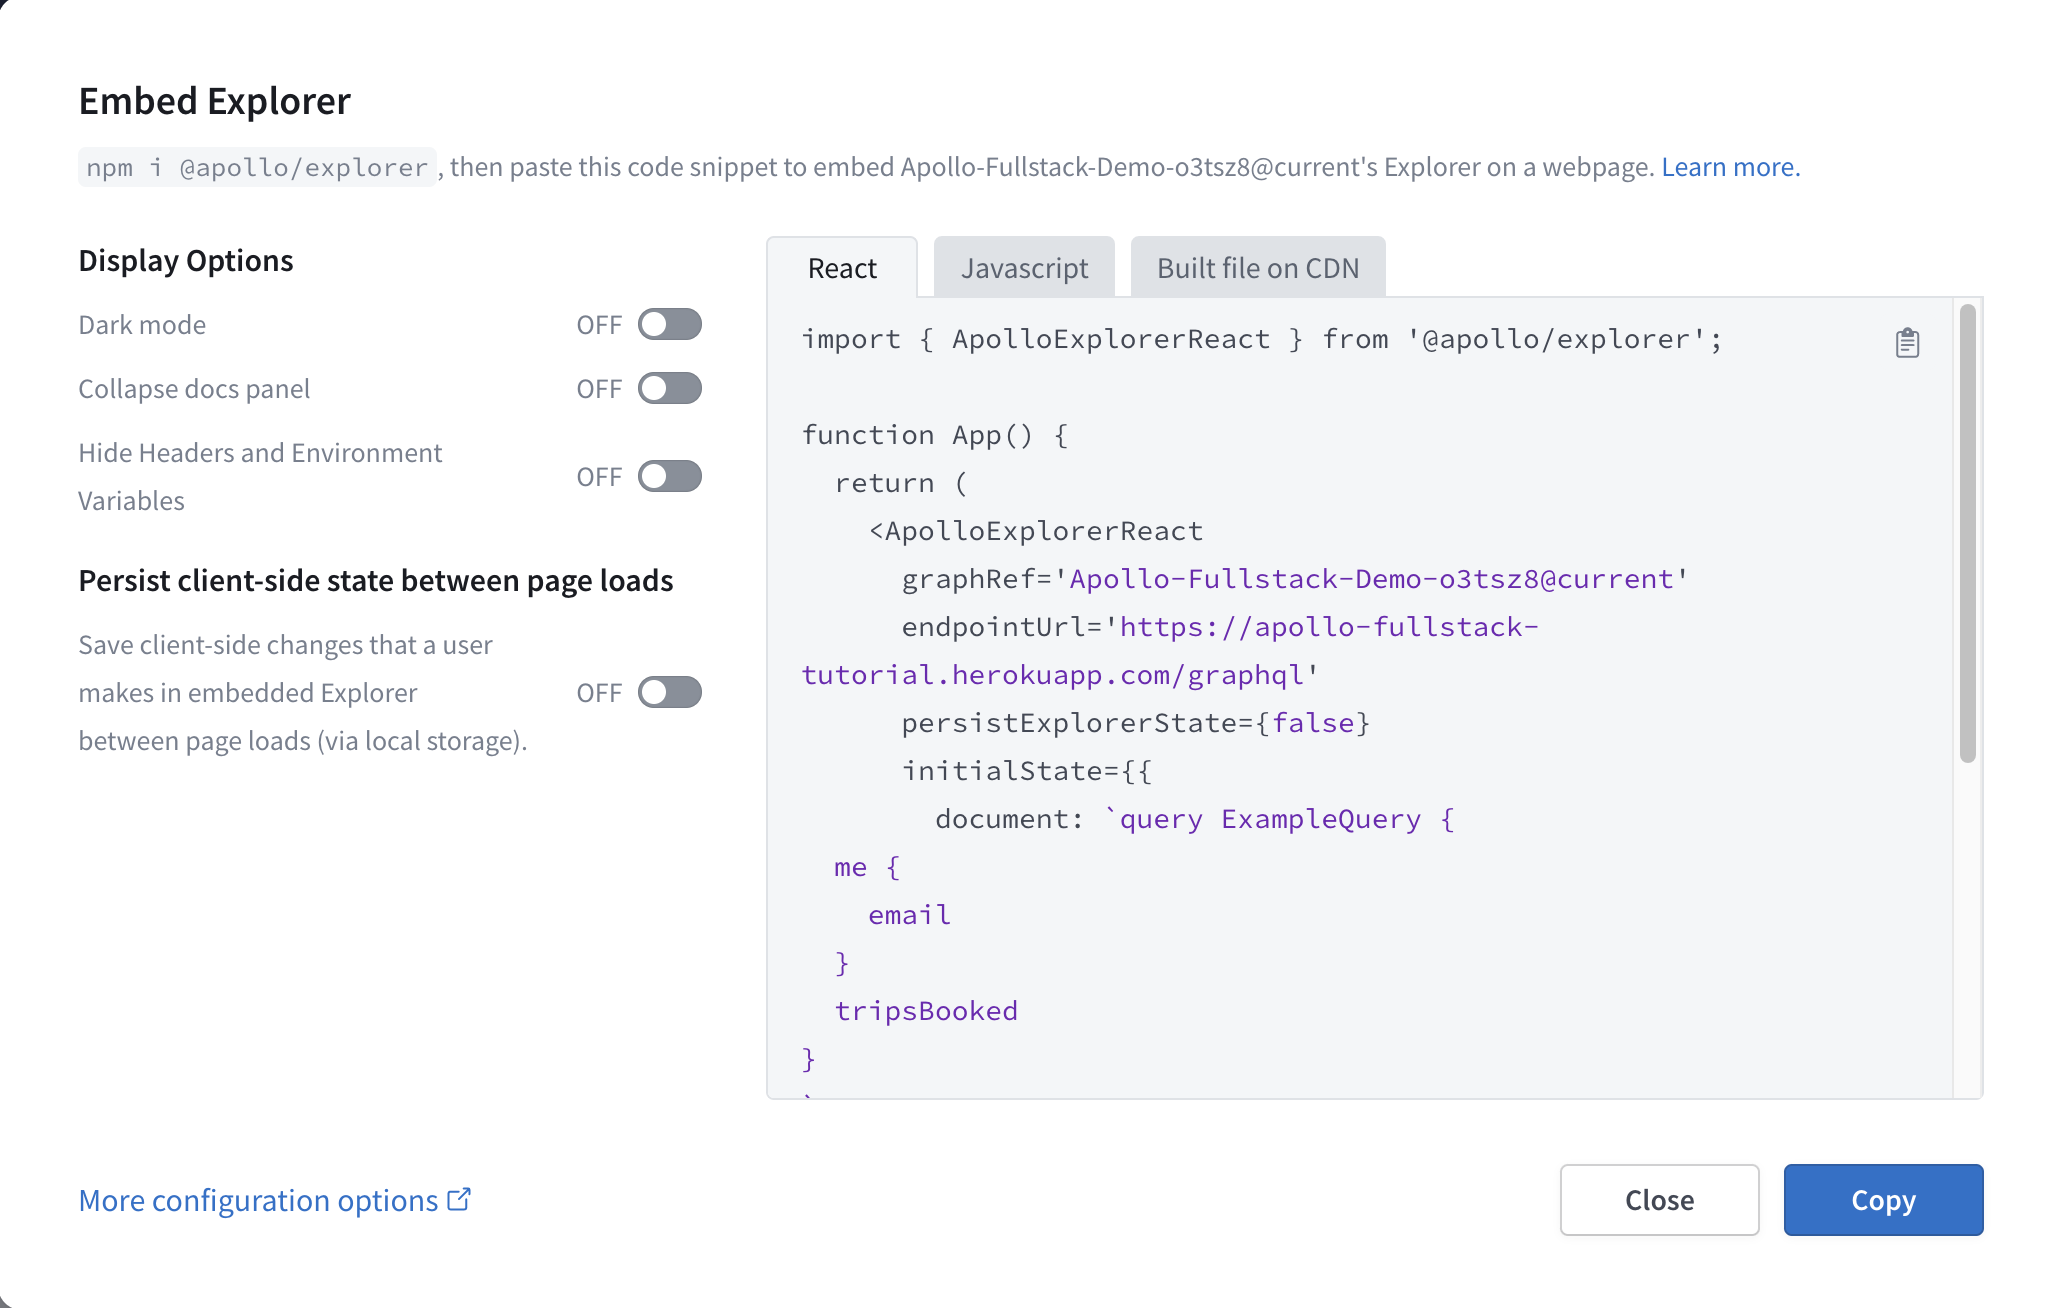 Embed Explorer
npm i @apollo/explorer, then paste this code snippet to embed Apollo-Fullstack-Demo-o3tsz8@current's Explorer on a webpage. Learn more.
Display Options
Dark mode OFF
Collapse docs panel OFF
Hide Headers and Environment
Variables
OFF
Persist client-side state between page loads
Save client-side changes that a user
makes in embedded Explorer
between page loads (via local storage).
OFF
React Javascript Built file on CDN
import { ApolloExplorerReact } from '@apollo/explorer';
function App() {
  return (
    <ApolloExplorerReact
      graphRef='Apollo-Fullstack-Demo-o3tsz8@current'
      endpointUrl='https://apollo-fullstack-
tutorial.herokuapp.com/graphql'
      persistExplorerState={false}
      initialState={{
        document: `query ExampleQuery {
  me {
    email
  }
  tripsBooked
}
`
More configuration options
Close
Copy